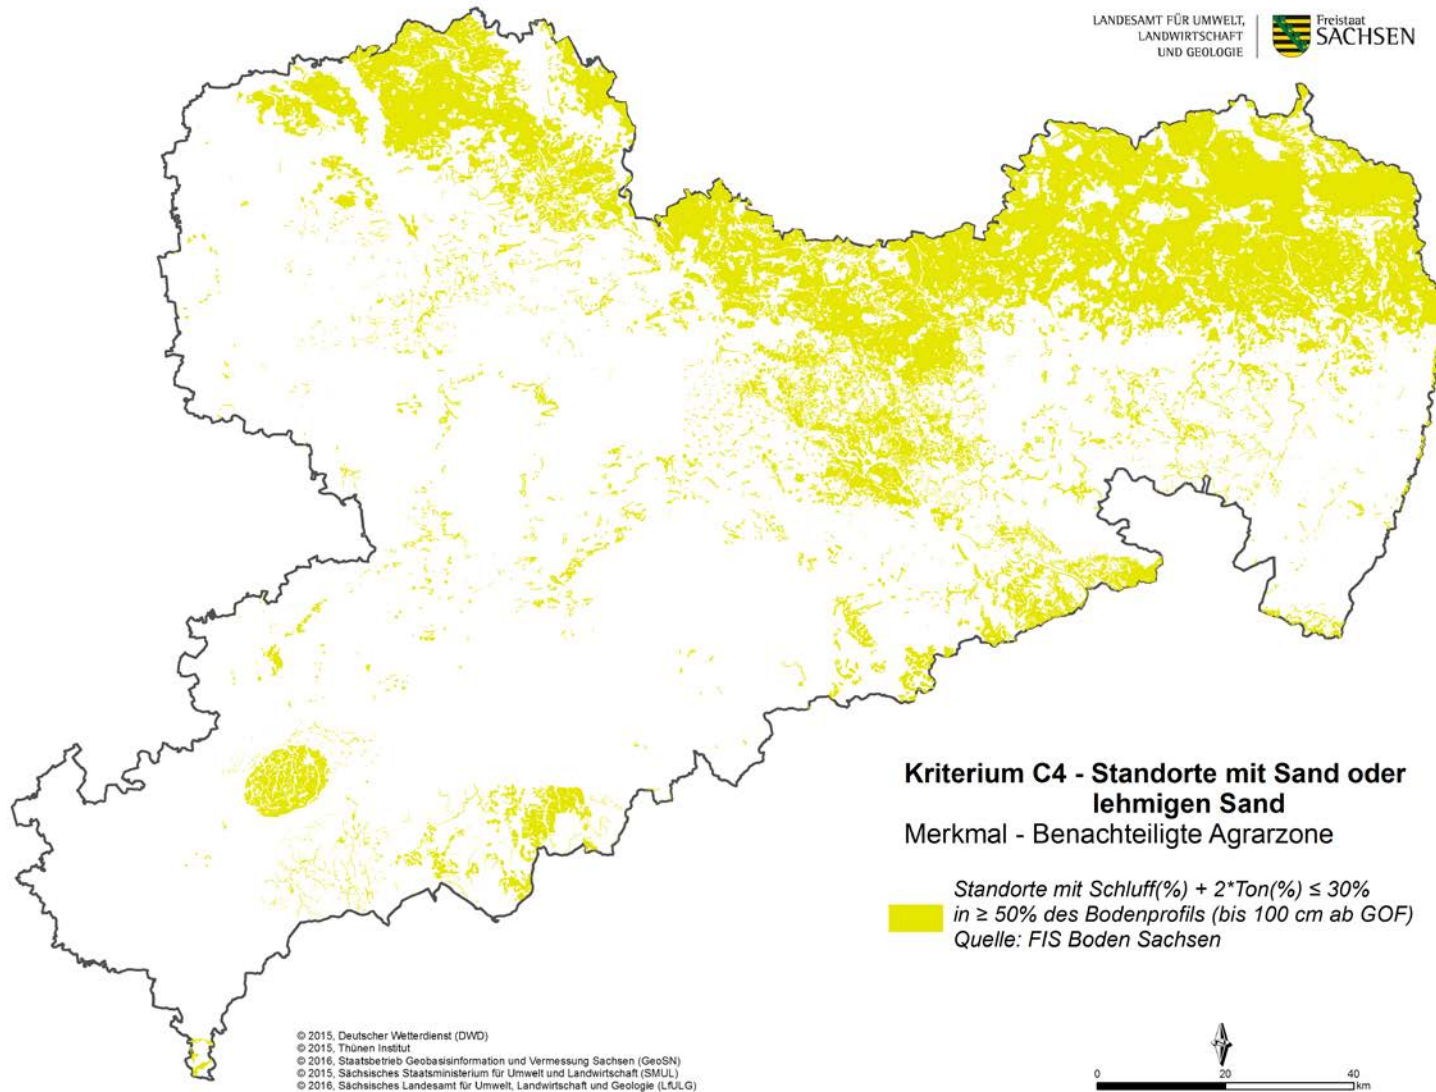 LANDESAMT FÜR UMWELT,
LANDWIRTSCHAFT
UND GEOLOGIE
Freistaat
SACHSEN
Kriterium C4 - Standorte mit Sand oder
lehmigen Sand
Merkmal - Benachteiligte Agrarzone
Standorte mit Schluff(%) + 2*Ton(%) ≤ 30%
in ≥ 50% des Bodenprofils (bis 100 cm ab GOF)
Quelle: FIS Boden Sachsen
© 2015, Deutscher Wetterdienst (DWD)
© 2015, Thünen Institut
© 2016, Staatsbetrieb Geobasisinformation und Vermessung Sachsen (GeoSN)
© 2015, Sächsisches Staatsministerium für Umwelt und Landwirtschaft (SMUL)
© 2016, Sächsisches Landesamt für Umwelt, Landwirtschaft und Geologie (LfULG)
0 20 40
km